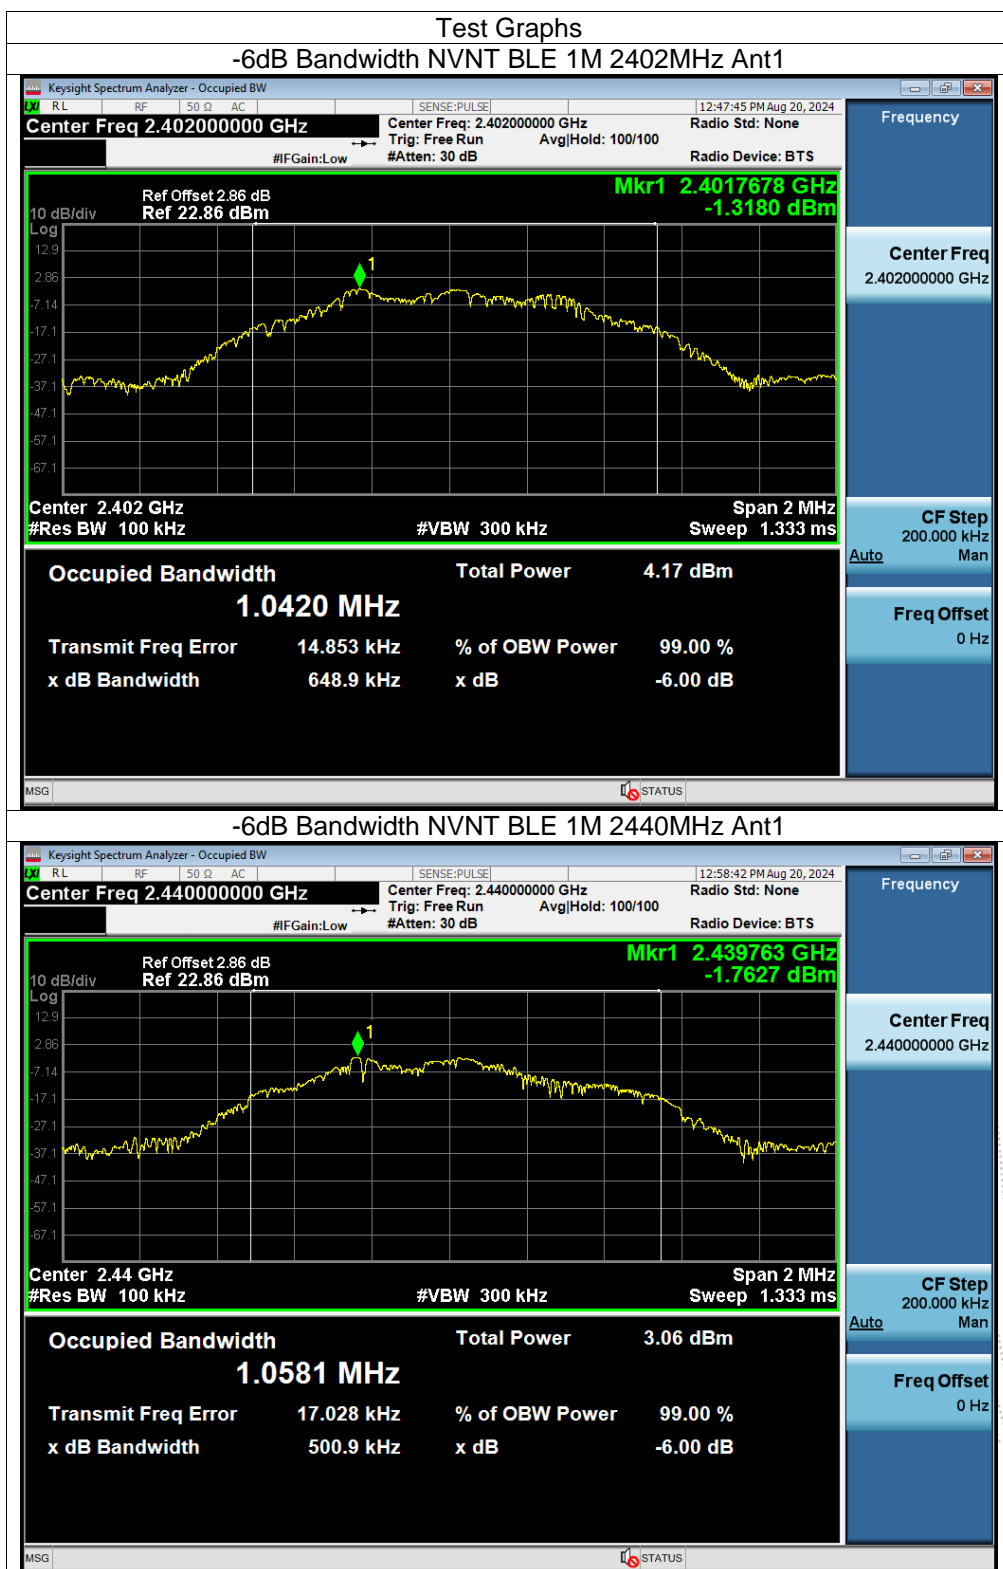 Test Graphs
-6dB Bandwidth NVNT BLE 1M 2402MHz Ant1
Keysight Spectrum Analyzer - Occupied BW
LXI RL RF 50 Ω AC SENSE:PULSE 12:47:45 PM Aug 20, 2024
Center Freq 2.402000000 GHz Center Freq: 2.402000000 GHz Radio Std: None Frequency
Trig: Free Run Avg|Hold: 100/100
#IFGain:Low #Atten: 30 dB Radio Device: BTS
Mkr1 2.4017678 GHz
Ref Offset 2.86 dB
10 dB/div Ref 22.86 dBm -1.3180 dBm
Log
12.9
2.86
-7.14
-17.1
-27.1
-37.1
-47.1
-57.1
-67.1
1
Center Freq
2.402000000 GHz
Center 2.402 GHz Span 2 MHz
#Res BW 100 kHz #VBW 300 kHz Sweep 1.333 ms
CF Step
200.000 kHz
Auto Man
Occupied Bandwidth Total Power 4.17 dBm
1.0420 MHz
Freq Offset
0 Hz
Transmit Freq Error 14.853 kHz % of OBW Power 99.00 %
x dB Bandwidth 648.9 kHz x dB -6.00 dB
MSG STATUS
-6dB Bandwidth NVNT BLE 1M 2440MHz Ant1
Keysight Spectrum Analyzer - Occupied BW
LXI RL RF 50 Ω AC SENSE:PULSE 12:58:42 PM Aug 20, 2024
Center Freq 2.440000000 GHz Center Freq: 2.440000000 GHz Radio Std: None Frequency
Trig: Free Run Avg|Hold: 100/100
#IFGain:Low #Atten: 30 dB Radio Device: BTS
Mkr1 2.439763 GHz
Ref Offset 2.86 dB
10 dB/div Ref 22.86 dBm -1.7627 dBm
Log
12.9
2.86
-7.14
-17.1
-27.1
-37.1
-47.1
-57.1
-67.1
1
Center Freq
2.440000000 GHz
Center 2.44 GHz Span 2 MHz
#Res BW 100 kHz #VBW 300 kHz Sweep 1.333 ms
CF Step
200.000 kHz
Auto Man
Occupied Bandwidth Total Power 3.06 dBm
1.0581 MHz
Freq Offset
0 Hz
Transmit Freq Error 17.028 kHz % of OBW Power 99.00 %
x dB Bandwidth 500.9 kHz x dB -6.00 dB
MSG STATUS